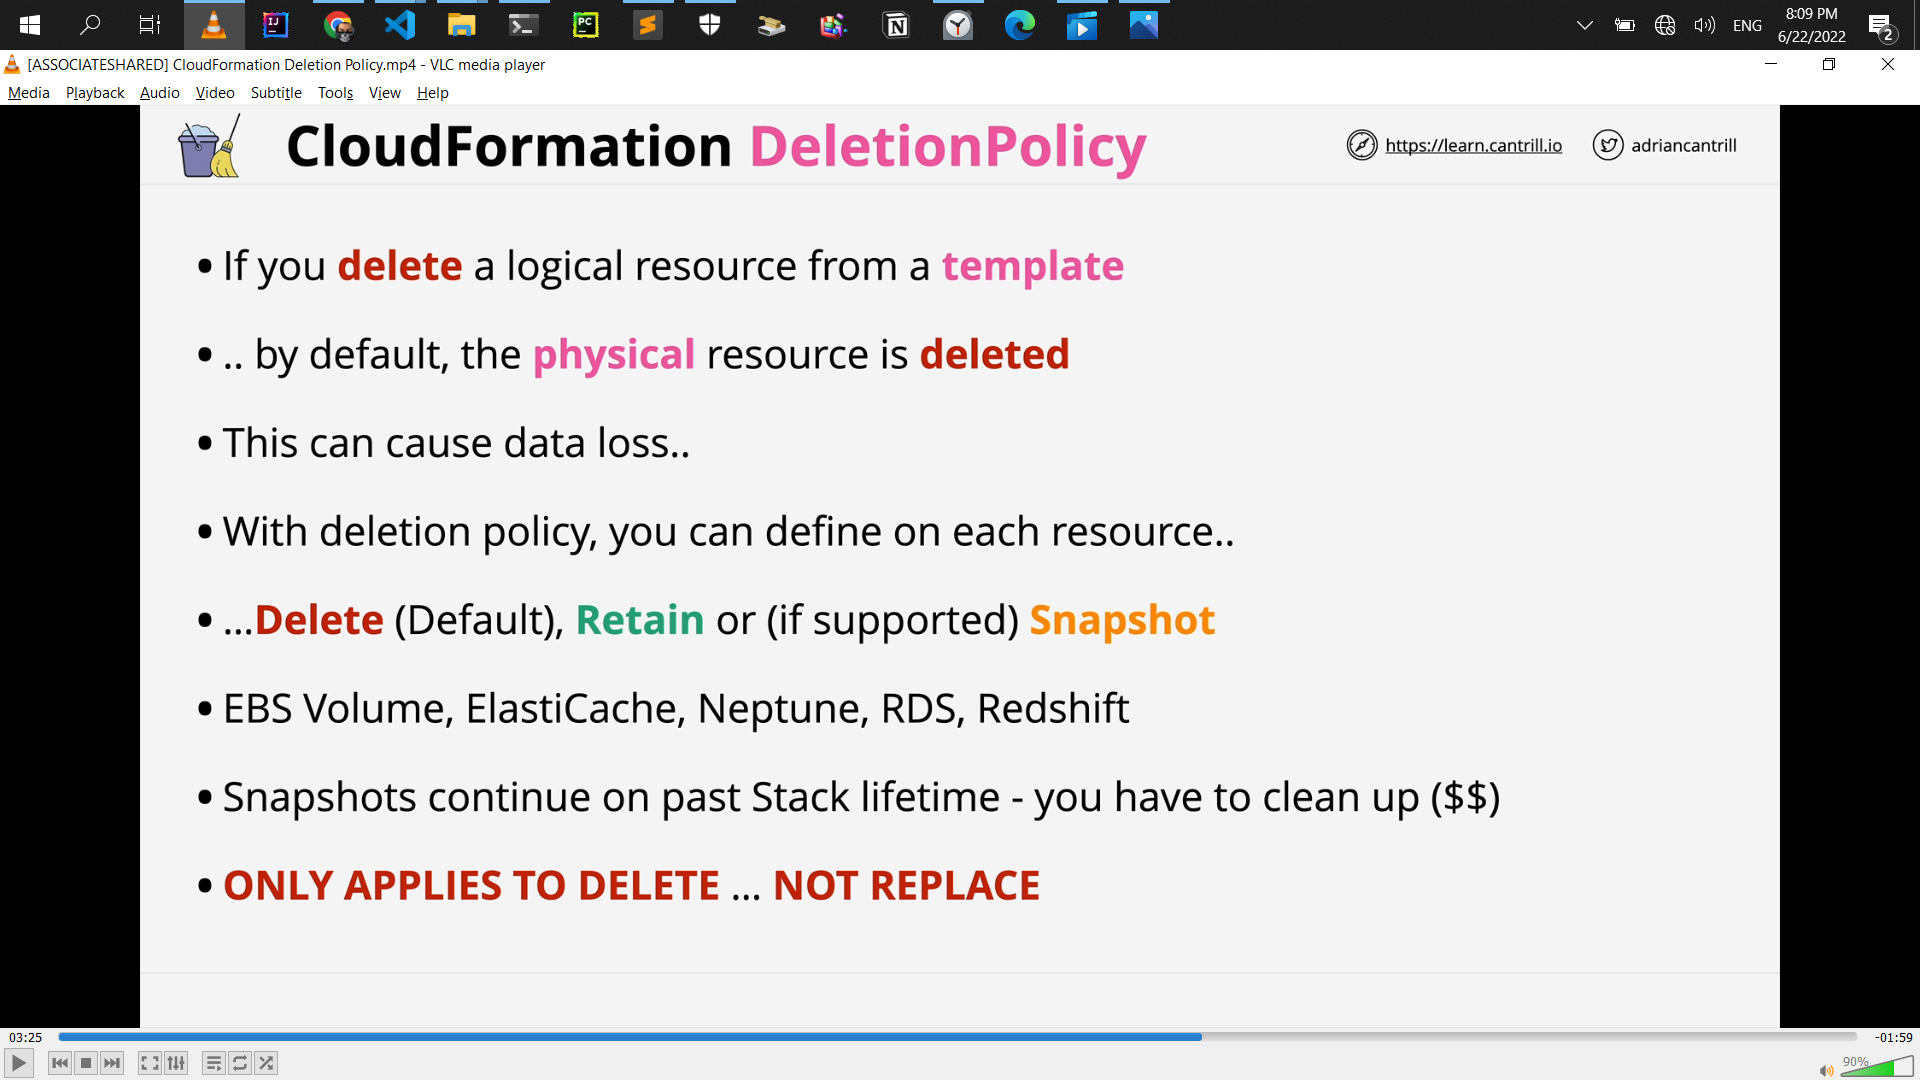 ENG
8:09 PM
6/22/2022
2
[ASSOCIATESHARED] CloudFormation Deletion Policy.mp4 - VLC media player
Media Playback Audio Video Subtitle Tools View Help
CloudFormation DeletionPolicy
https://learn.cantrill.io
adriancantrill
• If you delete a logical resource from a template
• .. by default, the physical resource is deleted
• This can cause data loss..
• With deletion policy, you can define on each resource..
• ...Delete (Default), Retain or (if supported) Snapshot
• EBS Volume, ElastiCache, Neptune, RDS, Redshift
• Snapshots continue on past Stack lifetime - you have to clean up ($$)
• ONLY APPLIES TO DELETE ... NOT REPLACE
03:25
-01:59
90%